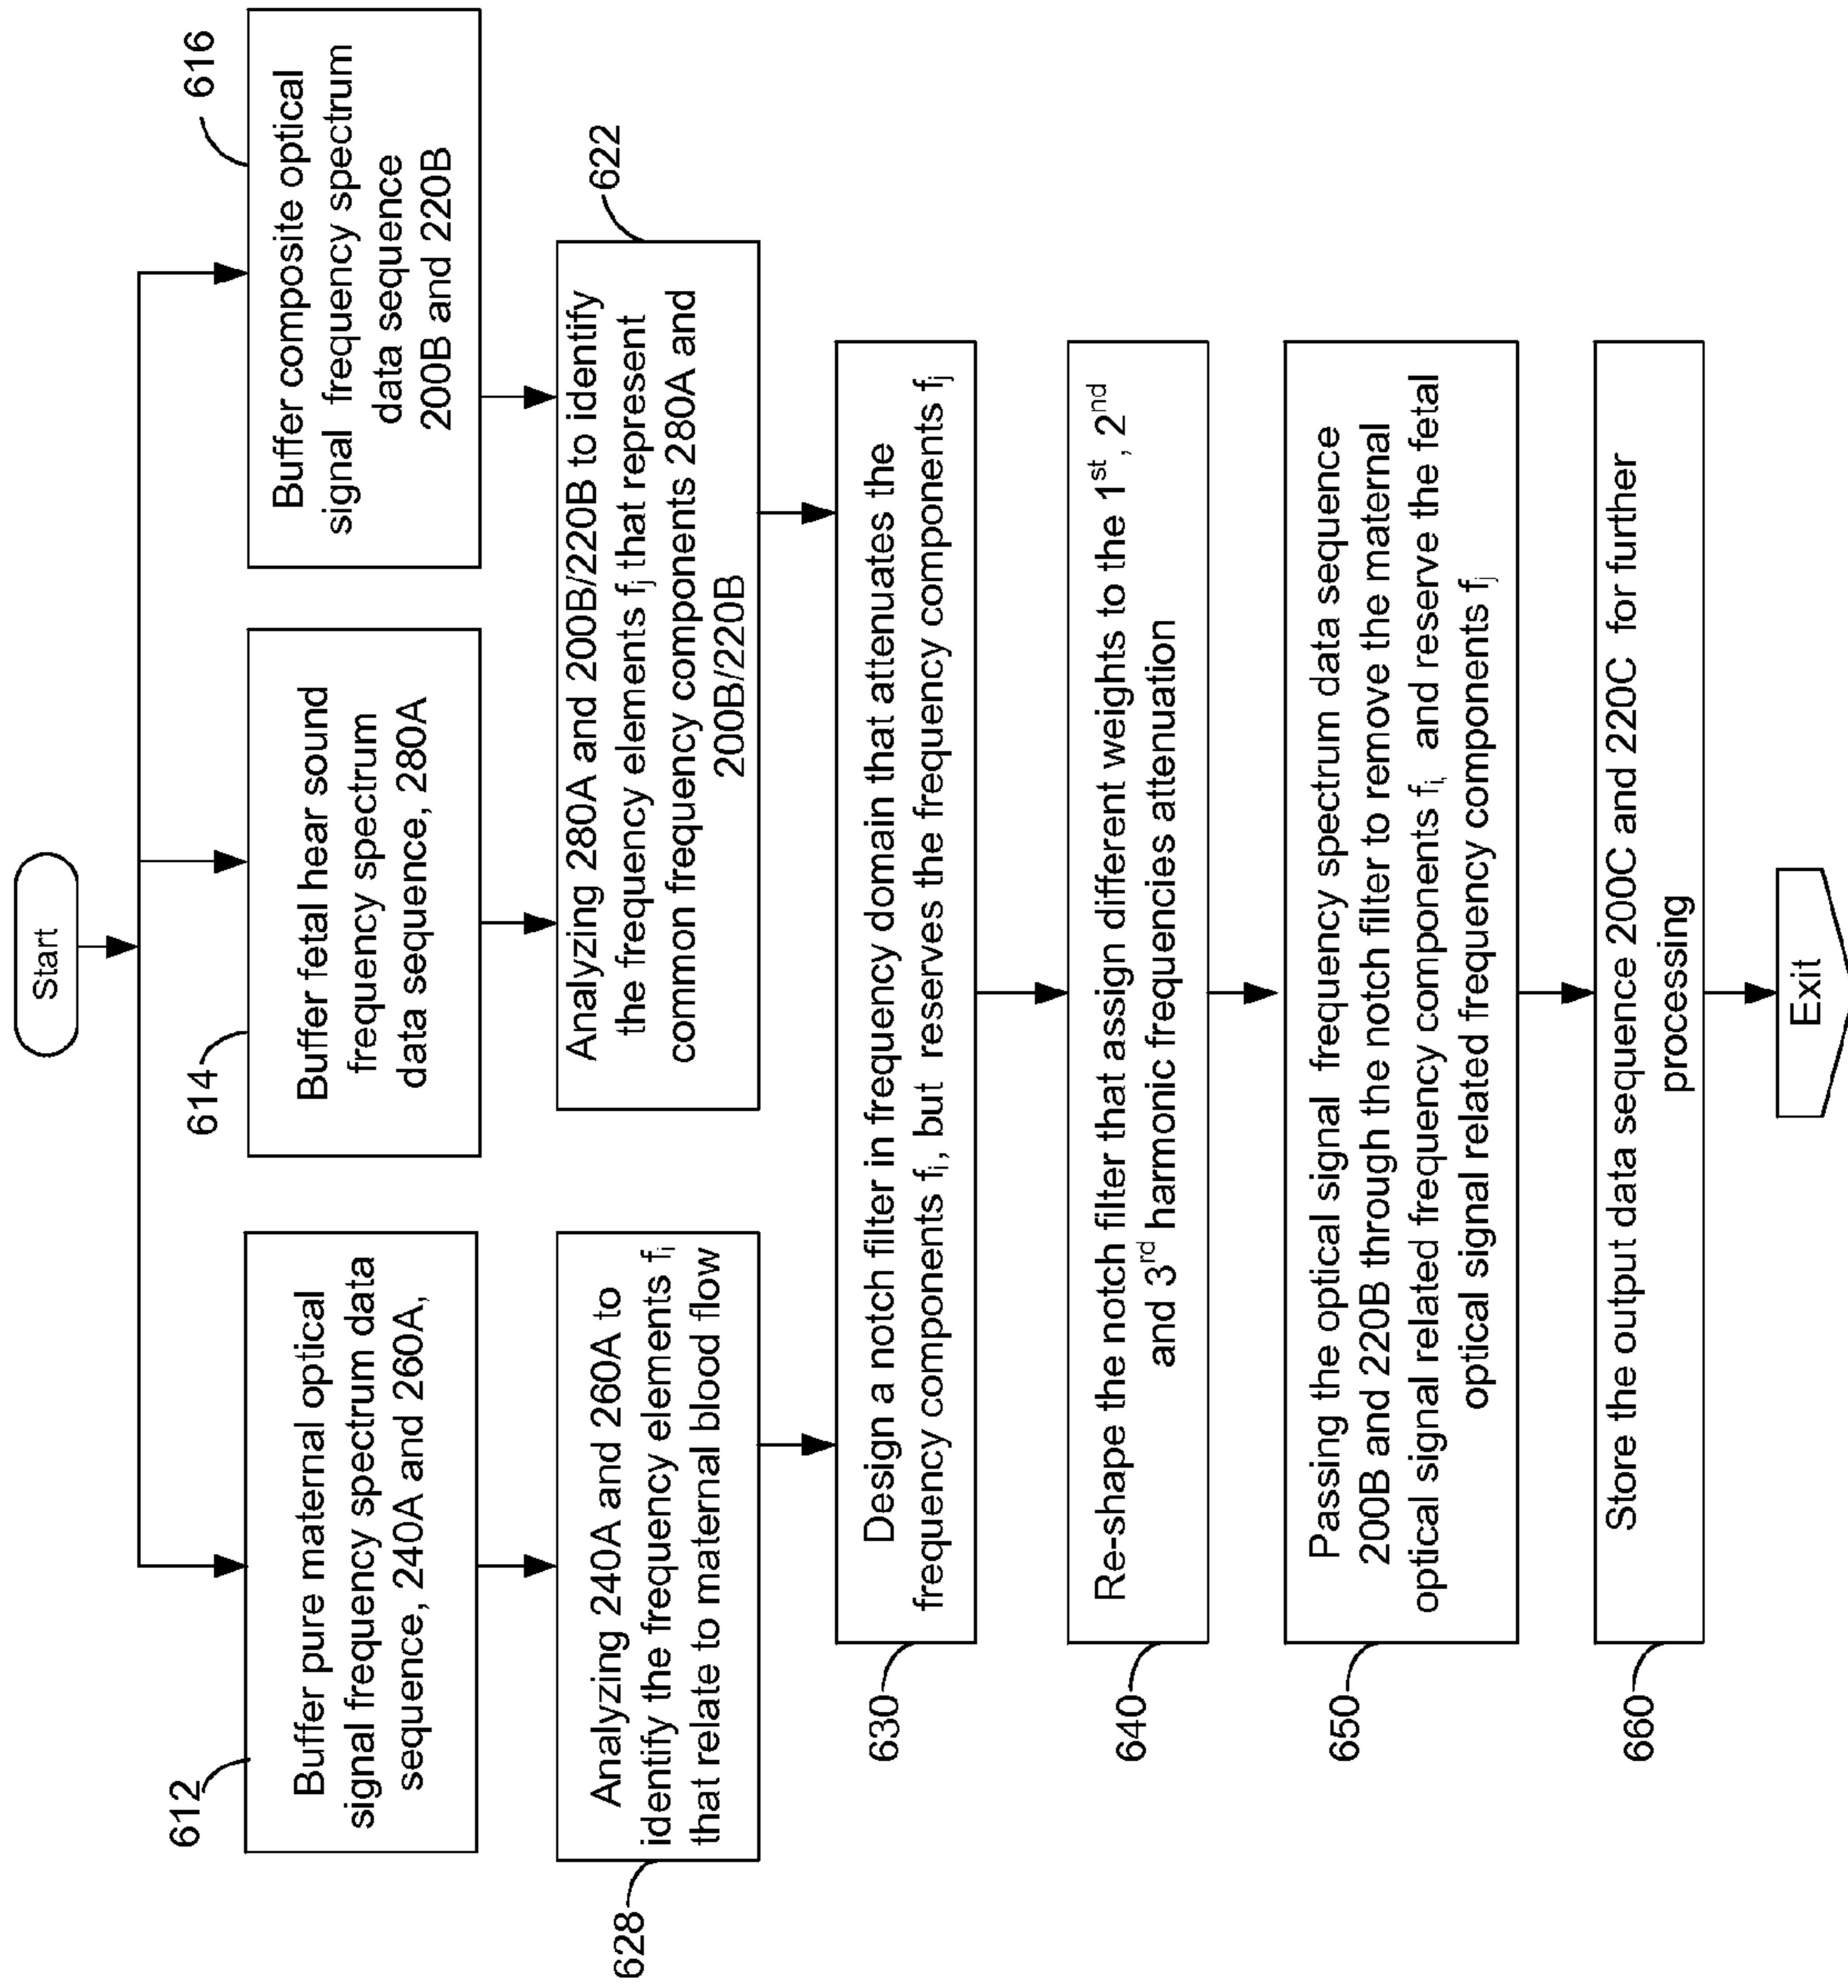 Start
612
Buffer pure maternal optical
signal frequency spectrum data
sequence, 240A and 260A,
614
Buffer fetal hear sound
frequency spectrum
data sequence, 280A
616
Buffer composite optical
signal frequency spectrum
data sequence
200B and 220B
628
Analyzing 240A and 260A to
identify the frequency elements fi
that relate to maternal blood flow
622
Analyzing 280A and 200B/220B to identify
the frequency elements fj that represent
common frequency components 280A and
200B/220B
630
Design a notch filter in frequency domain that attenuates the
frequency components fi, but reserves the frequency components fj
640
Re-shape the notch filter that assign different weights to the 1st, 2nd
and 3rd harmonic frequencies attenuation
650
Passing the optical signal frequency spectrum data sequence
200B and 220B through the notch filter to remove the maternal
optical signal related frequency components fi, and reserve the fetal
optical signal related frequency components fj
660
Store the output data sequence 200C and 220C for further
processing
Exit